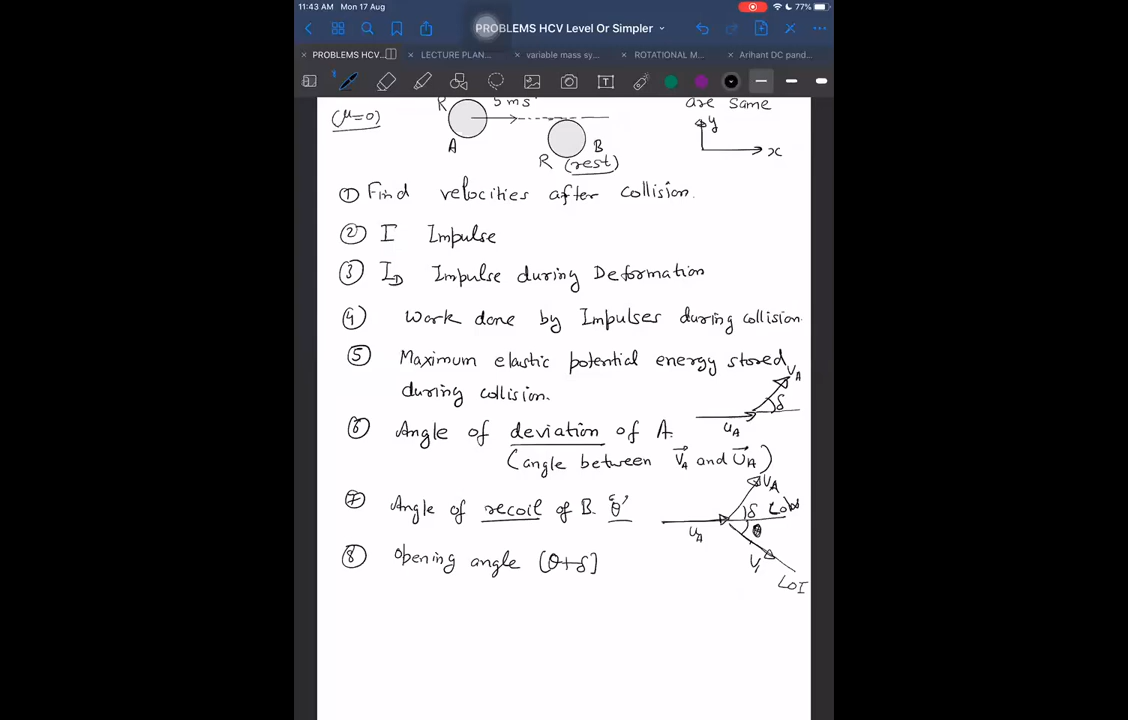 11:43 AM Mon 17 Aug
77%
PROBLEMS HCV Level Or Simpler
PROBLEMS HCV
LECTURE PLAN...
variable mass sy...
ROTATIONAL M...
Arihant DC pand...
R 5 ms
are same
(μ=0)
A
B
R (rest)
y
x
① Find velocities after collision.
② I Impulse
③ I_D Impulse during Deformation
④ Work done by Impulses during collision.
⑤ Maximum elastic potential energy stored
during collision.
V_A
δ
u_A
⑥ Angle of deviation of A.
(angle between V_A and U_A)
⑦ Angle of recoil of B. 'θ'
V_A
δ
u_A
θ
LOI
⑧ Opening angle [θ+δ]